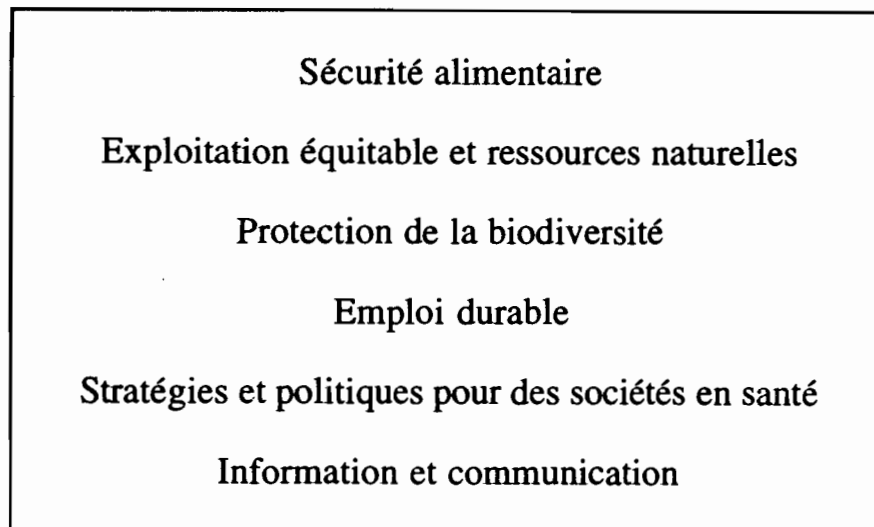 Sécurité alimentaire
Exploitation équitable et ressources naturelles
Protection de la biodiversité
Emploi durable
Stratégies et politiques pour des sociétés en santé
Information et communication